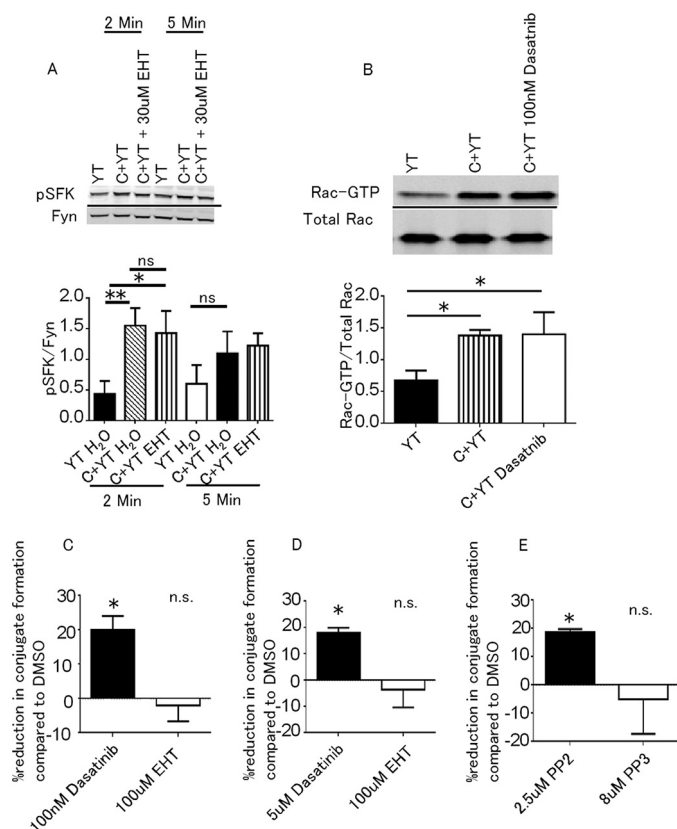 2 Min 5 Min
A
YT
C+YT
C+YT + 30uM EHT
YT
C+YT
C+YT + 30uM EHT
pSFK
Fyn
ns
*
**
ns
pSFK/Fyn
2.0
1.5
1.0
0.5
0.0
YT H₂O
C+YT H₂O
C+YT EHT
YT H₂O
C+YT H₂O
C+YT EHT
2 Min 5 Min
B
YT
C+YT
C+YT 100nM Dasatnib
Rac-GTP
Total Rac
*
*
Rac-GTP/Total Rac
2.0
1.5
1.0
0.5
0.0
YT
C+YT
C+YT Dasatnib
C
%reduction in conjugate formation
compared to DMSO
30
20
10
0
-10
*
n.s.
100nM Dasatinib
100uM EHT
D
%reduction in conjugate formation
compared to DMSO
30
20
10
0
-10
-20
*
n.s.
5uM Dasatinib
100uM EHT
E
%reduction in conjugate formation
compared to DMSO
30
20
10
0
-10
-20
*
n.s.
2.5uM PP2
8uM PP3